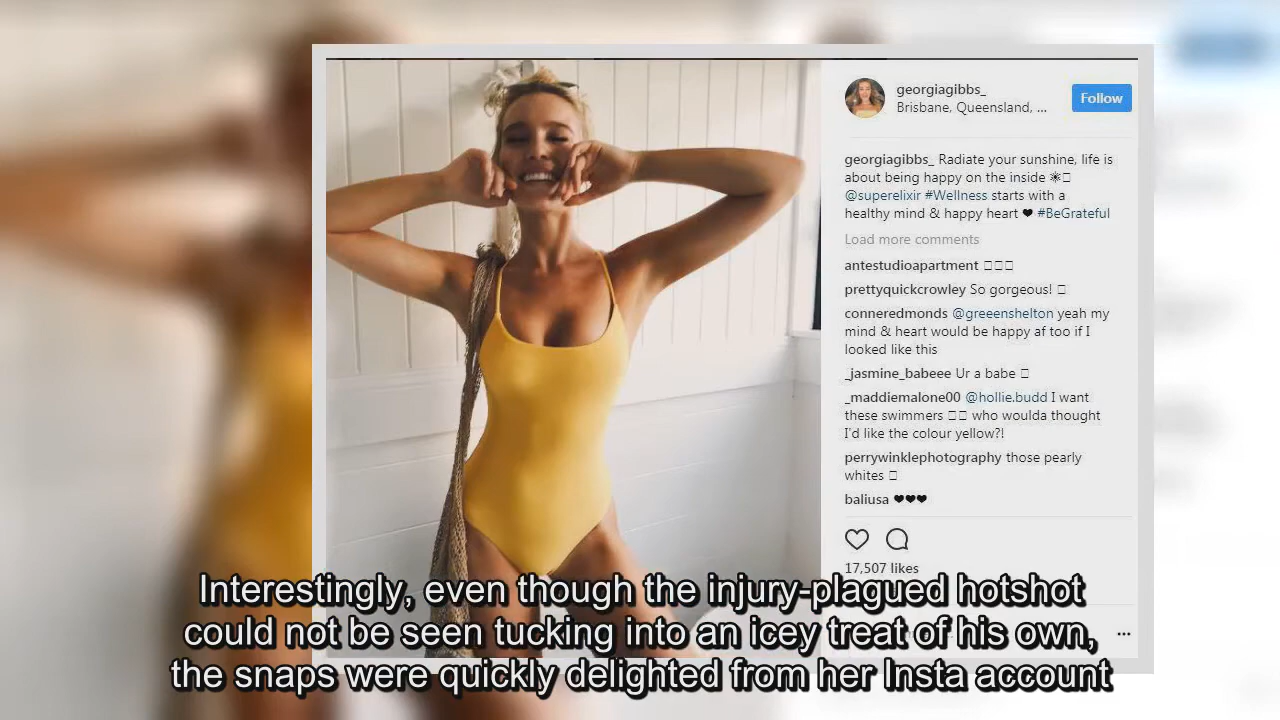 georgiagibbs_
Brisbane, Queensland, ...
Follow
georgiagibbs_ Radiate your sunshine, life is
about being happy on the inside ☀
@superelixir #Wellness starts with a
healthy mind & happy heart ❤ #BeGrateful
Load more comments
antestudioapartment
prettyquickcrowley So gorgeous!
conneredmonds @greeenshelton yeah my
mind & heart would be happy af too if I
looked like this
_jasmine_babeee Ur a babe
_maddiemalone00 @hollie.budd I want
these swimmers who woulda thought
I'd like the colour yellow?!
perrywinklephotography those pearly
whites
baliusa ❤❤❤
17,507 likes
Interestingly, even though the injury-plagued hotshot
could not be seen tucking into an icey treat of his own,
the snaps were quickly delighted from her Insta account